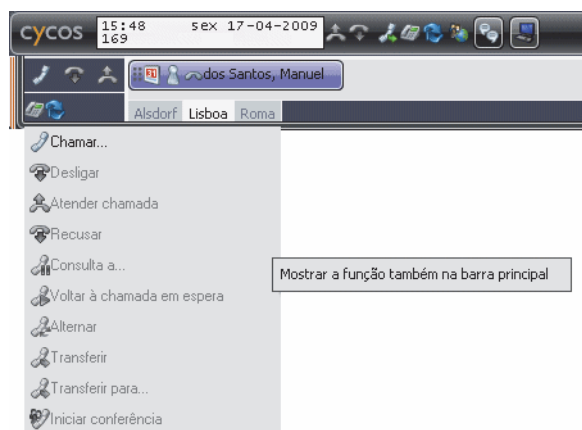 cycos 15:48 sex 17-04-2009
169
dos Santos, Manuel
Alsdorf Lisboa Roma
Chamar...
Desligar
Atender chamada
Recusar
Consulta a...
Mostrar a função também na barra principal
Voltar à chamada em espera
Alternar
Transferir
Transferir para...
Iniciar conferência